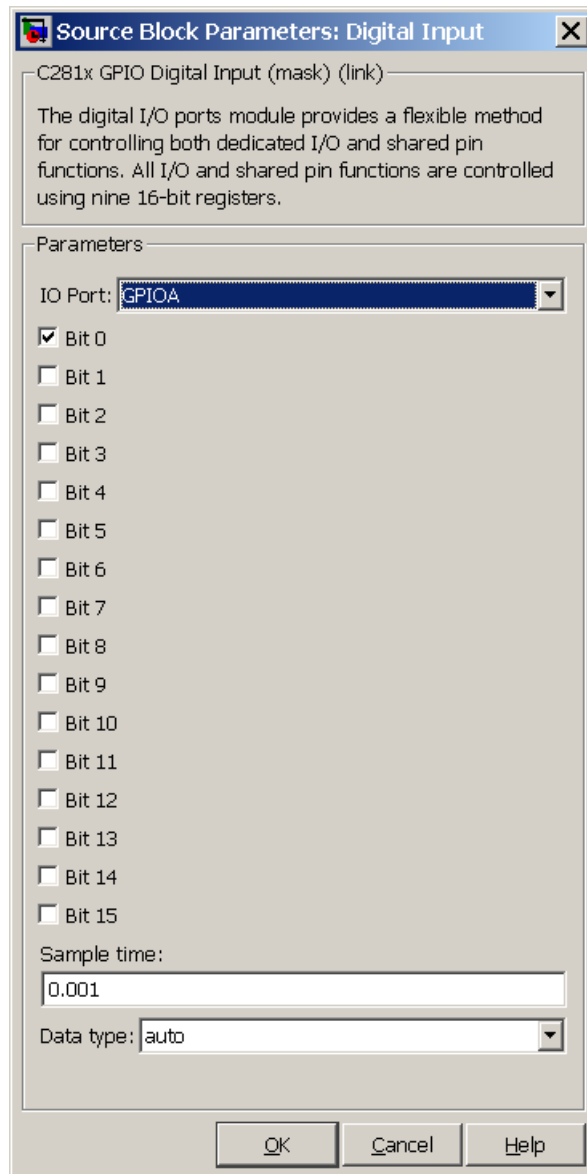 Source Block Parameters: Digital Input
C281x GPIO Digital Input (mask) (link)
The digital I/O ports module provides a flexible method
for controlling both dedicated I/O and shared pin
functions. All I/O and shared pin functions are controlled
using nine 16-bit registers.
Parameters
IO Port: GPIOA
Bit 0
Bit 1
Bit 2
Bit 3
Bit 4
Bit 5
Bit 6
Bit 7
Bit 8
Bit 9
Bit 10
Bit 11
Bit 12
Bit 13
Bit 14
Bit 15
Sample time:
0.001
Data type: auto
OK Cancel Help